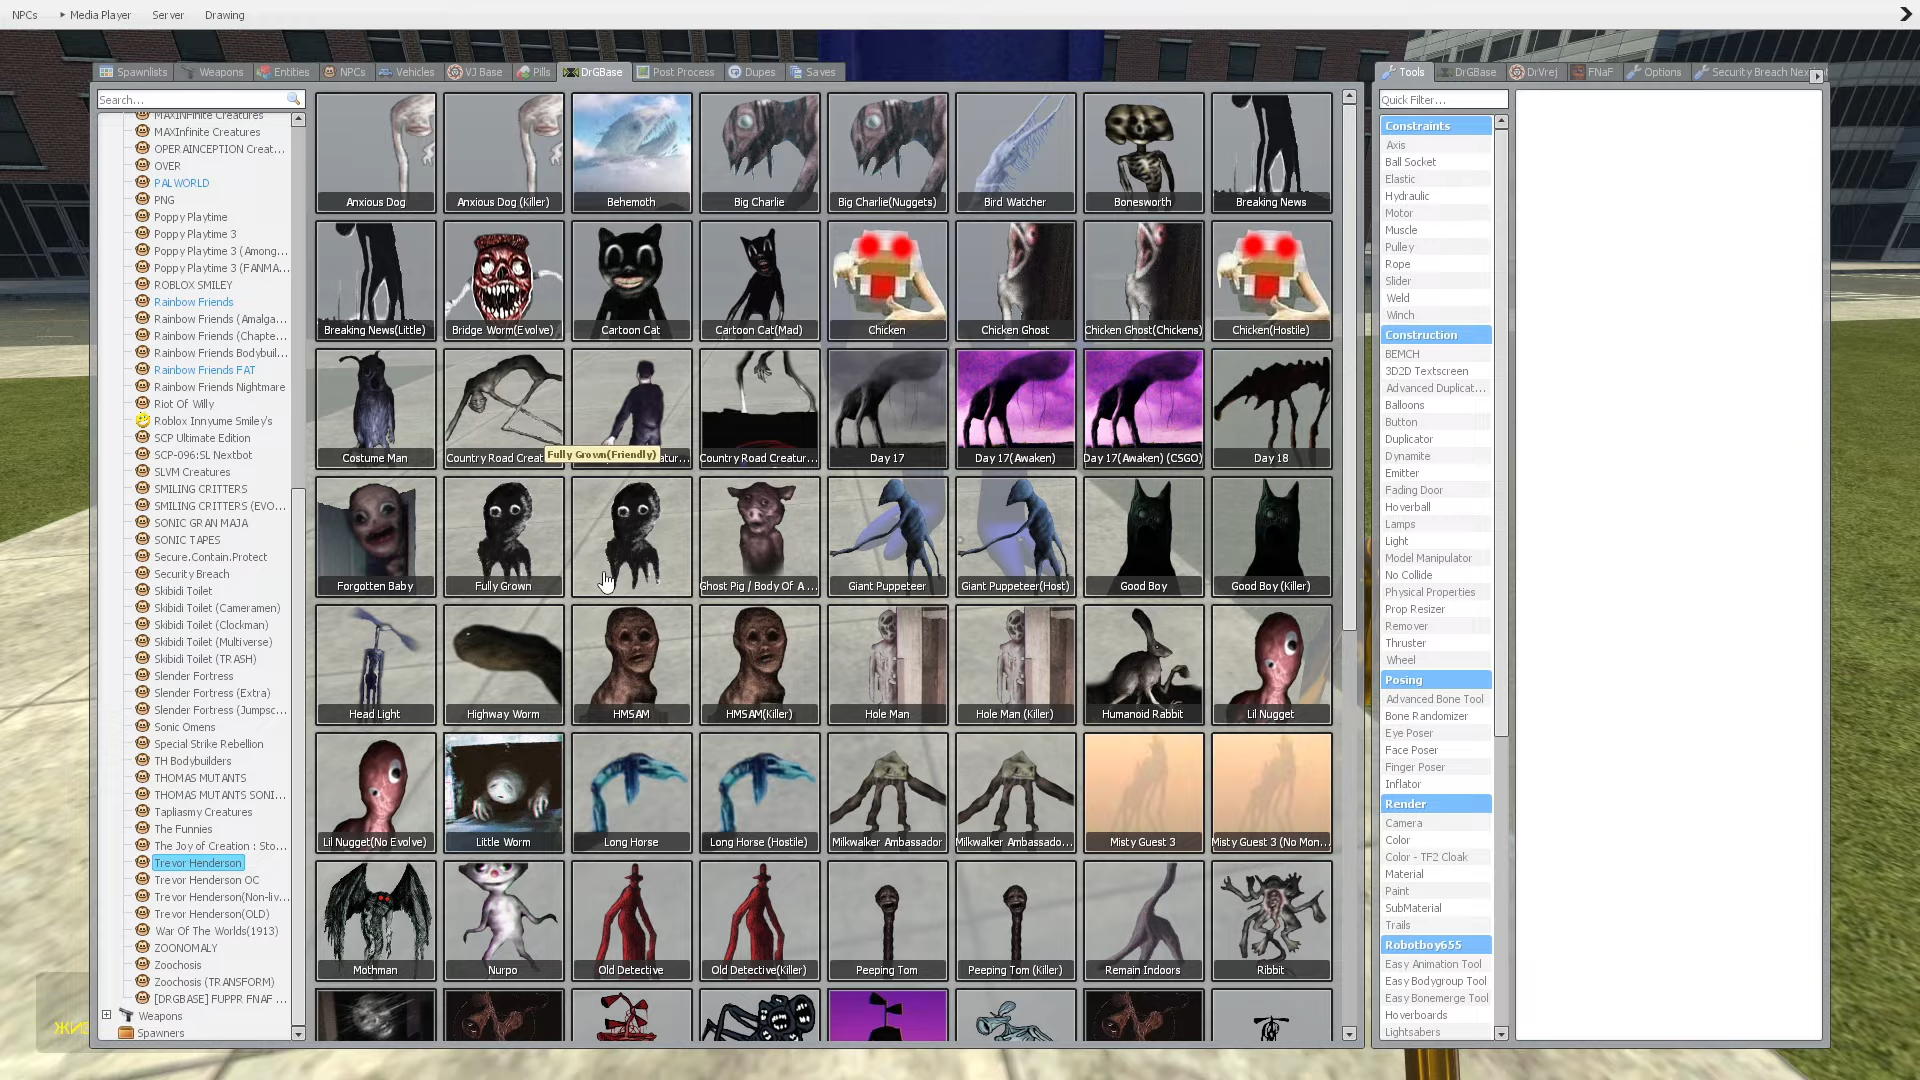 NPCs
Media Player
Server
Drawing
Spawnlists
Weapons
Entities
NPCs
Vehicles
VJ Base
Pills
DrGBase
Post Process
Dupes
Saves
Tools
DrGBase
DrVrej
FNaF
Options
Security Breach Nex
Search...
MAXInfinite Creatures
MAXInfinite Creatures
OPERAINCEPTION Creat...
OVER
PALWORLD
PNG
Poppy Playtime
Poppy Playtime 3
Poppy Playtime 3 (Among...
Poppy Playtime 3 (FANMA...
ROBLOX SMILEY
Rainbow Friends
Rainbow Friends (Amalga...
Rainbow Friends (Chapte...
Rainbow Friends Bodybuil...
Rainbow Friends FAT
Rainbow Friends Nightmare
Riot Of Willy
Roblox Innyume Smiley's
SCP Ultimate Edition
SCP-096:SL Nextbot
SLVM Creatures
SMILING CRITTERS
SMILING CRITTERS (EVO...
SONIC GRAN MAJA
SONIC TAPES
Secure.Contain.Protect
Security Breach
Skibidi Toilet
Skibidi Toilet (Cameramen)
Skibidi Toilet (Clockman)
Skibidi Toilet (Multiverse)
Skibidi Toilet (TRASH)
Slender Fortress
Slender Fortress (Extra)
Slender Fortress (Jumpsc...
Sonic Omens
Special Strike Rebellion
TH Bodybuilders
THOMAS MUTANTS
THOMAS MUTANTS SONI...
Tapliasmy Creatures
The Funnies
The Joy of Creation : Sto...
Trevor Henderson
Trevor Henderson OC
Trevor Henderson(Non-liv...
Trevor Henderson(OLD)
War Of The Worlds(1913)
ZOONOMALY
Zoochosis
Zoochosis (TRANSFORM)
[DRGBASE] FUPPR FNAF ...
Weapons
Spawners
Anxious Dog
Anxious Dog (Killer)
Behemoth
Big Charlie
Big Charlie(Nuggets)
Bird Watcher
Bonesworth
Breaking News
Breaking News(Little)
Bridge Worm(Evolve)
Cartoon Cat
Cartoon Cat(Mad)
Chicken
Chicken Ghost
Chicken Ghost(Chickens)
Chicken(Hostile)
Costume Man
Country Road Creat
Fully Grown(Friendly)
atur...
Country Road Creatur...
Day 17
Day 17(Awaken)
Day 17(Awaken) (CSGO)
Day 18
Forgotten Baby
Fully Grown
Ghost Pig / Body Of A ...
Giant Puppeteer
Giant Puppeteer(Host)
Good Boy
Good Boy (Killer)
Head Light
Highway Worm
HMSAM
HMSAM(Killer)
Hole Man
Hole Man (Killer)
Humanoid Rabbit
Lil Nugget
Lil Nugget(No Evolve)
Little Worm
Long Horse
Long Horse (Hostile)
Milkwalker Ambassador
Milkwalker Ambassado...
Misty Guest 3
Misty Guest 3 (No Mon...
Mothman
Nurpo
Old Detective
Old Detective(Killer)
Peeping Tom
Peeping Tom (Killer)
Remain Indoors
Ribbit
Quick Filter...
Constraints
Axis
Ball Socket
Elastic
Hydraulic
Motor
Muscle
Pulley
Rope
Slider
Weld
Winch
Construction
BEMCH
3D2D Textscreen
Advanced Duplicat...
Balloons
Button
Duplicator
Dynamite
Emitter
Fading Door
Hoverball
Lamps
Light
Model Manipulator
No Collide
Physical Properties
Prop Resizer
Remover
Thruster
Wheel
Posing
Advanced Bone Tool
Bone Randomizer
Eye Poser
Face Poser
Finger Poser
Inflator
Render
Camera
Color
Color - TF2 Cloak
Material
Paint
SubMaterial
Trails
Robotboy655
Easy Animation Tool
Easy Bodygroup Tool
Easy Bonemerge Tool
Hoverboards
Lightsabers